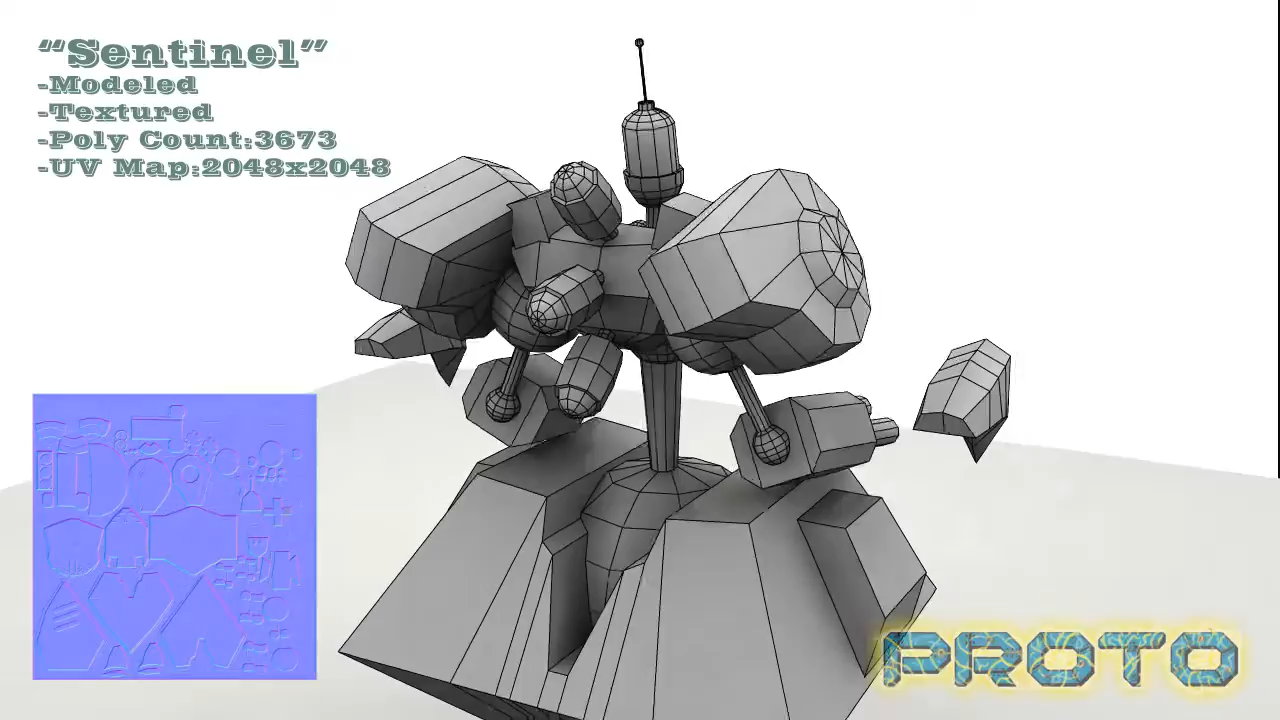 “Sentinel”
-Modeled
-Textured
-Poly Count:3673
-UV Map:2048x2048
PROTO